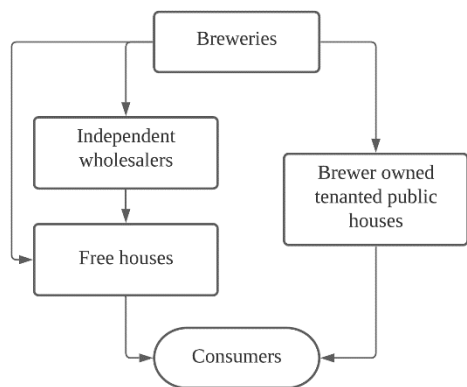 Breweries
Independent
wholesalers
Brewer owned
tenanted public
houses
Free houses
Consumers